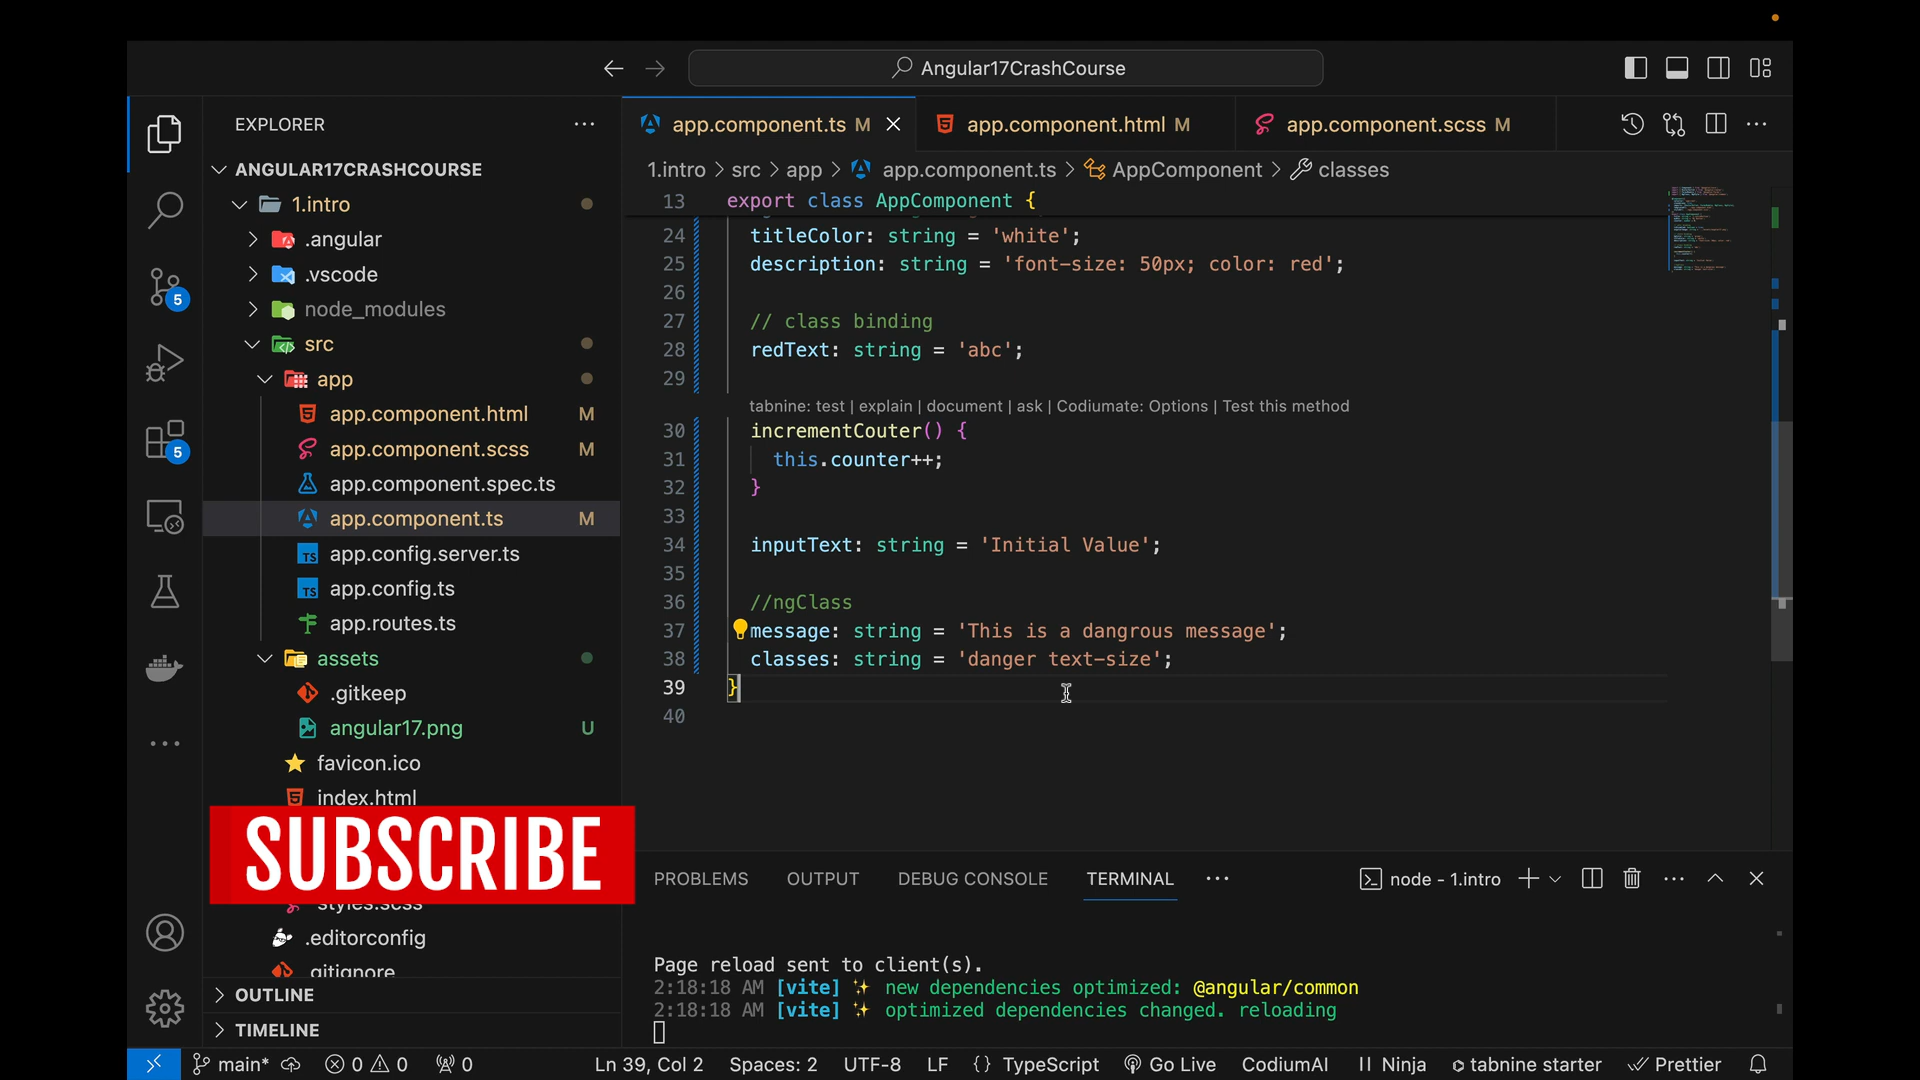 Angular17CrashCourse
EXPLORER
ANGULAR17CRASHCOURSE
1.intro
.angular
.vscode
node_modules
src
app
app.component.html M
app.component.scss M
app.component.spec.ts
app.component.ts M
app.config.server.ts
app.config.ts
app.routes.ts
assets
.gitkeep
angular17.png U
favicon.ico
index.html
SUBSCRIBE
styles.scss
.editorconfig
.gitignore
OUTLINE
TIMELINE
5
5
app.component.ts M
app.component.html M
app.component.scss M
1.intro > src > app > app.component.ts > AppComponent > classes
13 export class AppComponent {
24 titleColor: string = 'white';
25 description: string = 'font-size: 50px; color: red';
26
27 // class binding
28 redText: string = 'abc';
29
tabnine: test | explain | document | ask | Codiumate: Options | Test this method
30 incrementCouter() {
31 this.counter++;
32 }
33
34 inputText: string = 'Initial Value';
35
36 //ngClass
37 message: string = 'This is a dangrous message';
38 classes: string = 'danger text-size';
39 }
40
PROBLEMS OUTPUT DEBUG CONSOLE TERMINAL
node - 1.intro
Page reload sent to client(s).
2:18:18 AM [vite] ✨ new dependencies optimized: @angular/common
2:18:18 AM [vite] ✨ optimized dependencies changed. reloading
main* 0 0 0 Ln 39, Col 2 Spaces: 2 UTF-8 LF {} TypeScript Go Live CodiumAI Ninja tabnine starter Prettier